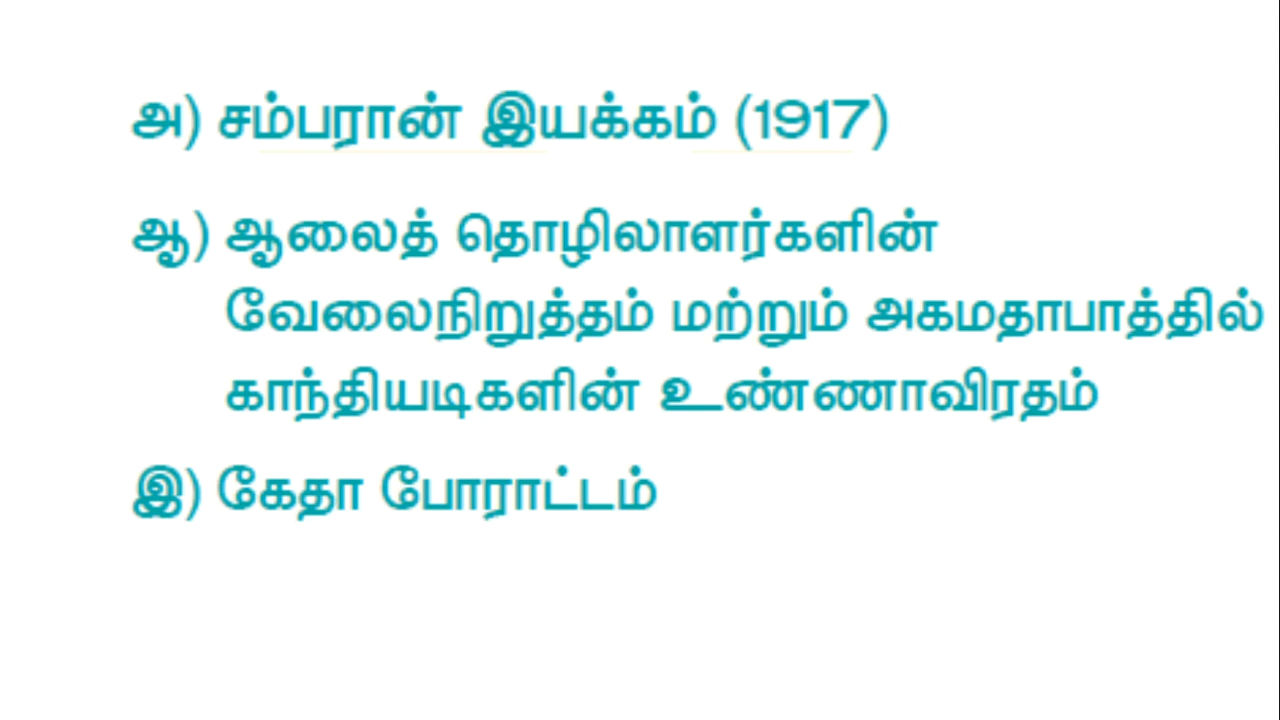 அ) சம்பரான் இயக்கம் (1917)
ஆ) ஆலைத் தொழிலாளர்களின்
வேலைநிறுத்தம் மற்றும் அகமதாபாத்தில்
காந்தியடிகளின் உண்ணாவிரதம்
இ) கேதா போராட்டம்